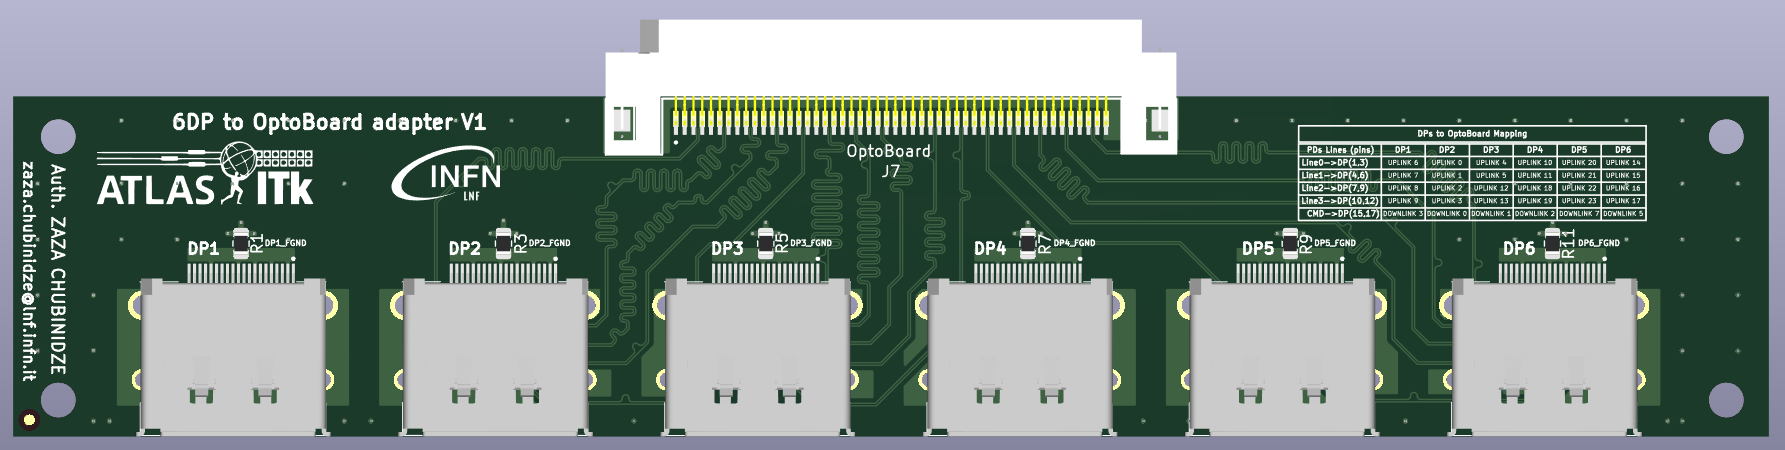 6DP to OptoBoard adapter V1
ATLAS ITk
INFN
LNF
Auth. ZAZA CHUBINIDZE
zaza.chubinidze@lnf.infn.it
OptoBoard
J7
DPs to OptoBoard Mapping
PDs Lines (pins) DP1 DP2 DP3 DP4 DP5 DP6
Line0->DP(1,3) UPLINK 6 UPLINK 0 UPLINK 4 UPLINK 10 UPLINK 20 UPLINK 14
Line1->DP(4,6) UPLINK 7 UPLINK 1 UPLINK 5 UPLINK 11 UPLINK 21 UPLINK 15
Line2->DP(7,9) UPLINK 8 UPLINK 2 UPLINK 12 UPLINK 18 UPLINK 22 UPLINK 16
Line3->DP(10,12) UPLINK 9 UPLINK 3 UPLINK 13 UPLINK 19 UPLINK 23 UPLINK 17
CMD->DP(15,17) DOWNLINK 3 DOWNLINK 0 DOWNLINK 1 DOWNLINK 2 DOWNLINK 7 DOWNLINK 5
DP1 R1 DP1_FGND
DP2 R3 DP2_FGND
DP3 R5 DP3_FGND
DP4 R7 DP4_FGND
DP5 R9 DP5_FGND
DP6 R11 DP6_FGND